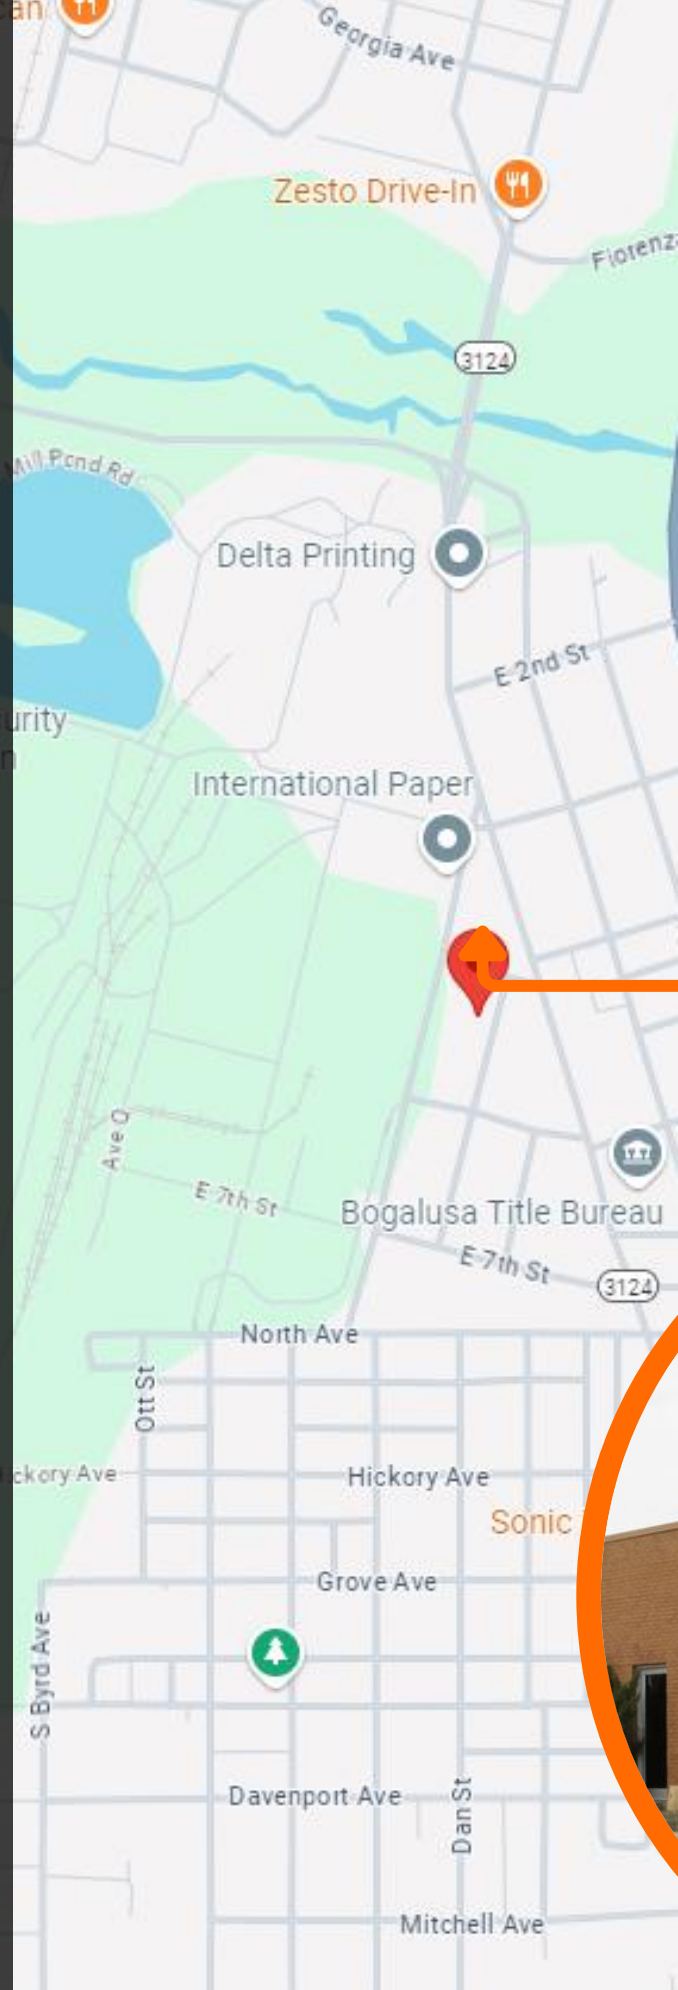 Georgia Ave
Zesto Drive-In
3124
Mill Pond Rd
Delta Printing
E 2nd St
urity
International Paper
Ave Q
E 7th St
Bogalusa Title Bureau
E 7th St
3124
North Ave
Ott St
ickory Ave
Hickory Ave
Sonic
Grove Ave
S Byrd Ave
Davenport Ave
Dan St
Mitchell Ave